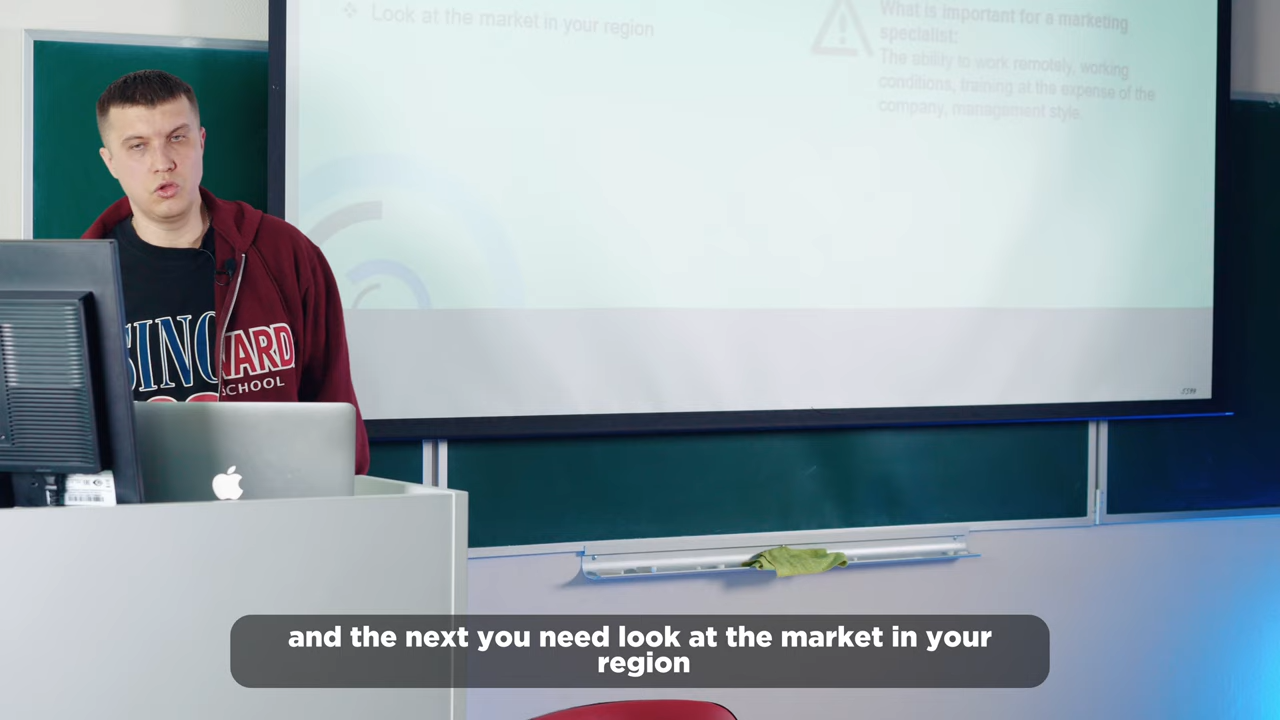 Look at the market in your region
What is important for a marketing
specialist:
The ability to work remotely, working
conditions, training at the expense of the
company, management style.
SCHOOL
and the next you need look at the market in your
region